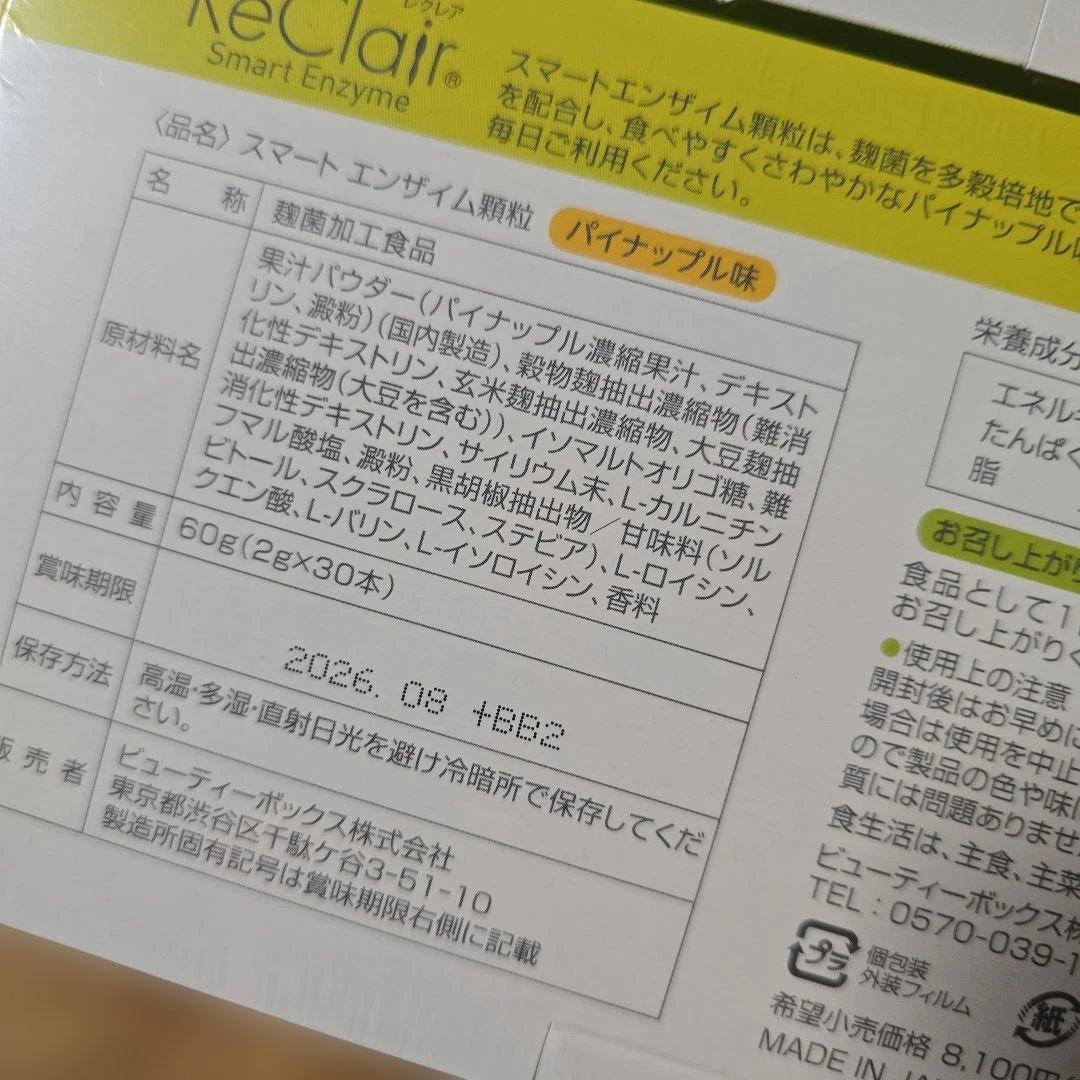 レクレア
ReClair®
Smart Enzyme
スマートエンザイム顆粒は、麹菌を多穀培地で
を配合し、食べやすくさわやかなパイナップル味
毎日ご利用ください。
〈品名〉スマート エンザイム顆粒 パイナップル味
名称 麹菌加工食品
原材料名 果汁パウダー(パイナップル濃縮果汁、デキスト
リン、澱粉)(国内製造)、穀物麹抽出濃縮物(難消
化性デキストリン、玄米麹抽出濃縮物、大豆麹抽
出濃縮物(大豆を含む))、イソマルトオリゴ糖、難
消化性デキストリン、サイリウム末、L-カルニチン
フマル酸塩、澱粉、黒胡椒抽出物／甘味料(ソル
ビトール、スクラロース、ステビア)、L-ロイシン、
クエン酸、L-バリン、L-イソロイシン、香料
内容量 60g(2g×30本)
賞味期限 2026. 08 +BB2
保存方法 高温・多湿・直射日光を避け冷暗所で保存してくだ
さい。
販売者 ビューティーボックス株式会社
東京都渋谷区千駄ケ谷3-51-10
製造所固有記号は賞味期限右側に記載
栄養成分
エネルギ
たんぱく
脂
お召し上がり
食品として1
お召し上がりく
●使用上の注意
開封後はお早めに
場合は使用を中止
ので製品の色や味に
質には問題ありません
食生活は、主食、主菜
ビューティーボックス株
TEL:0570-039-1
プラ
個包装
外装フィルム
紙
希望小売価格 8,100円
MADE IN JA